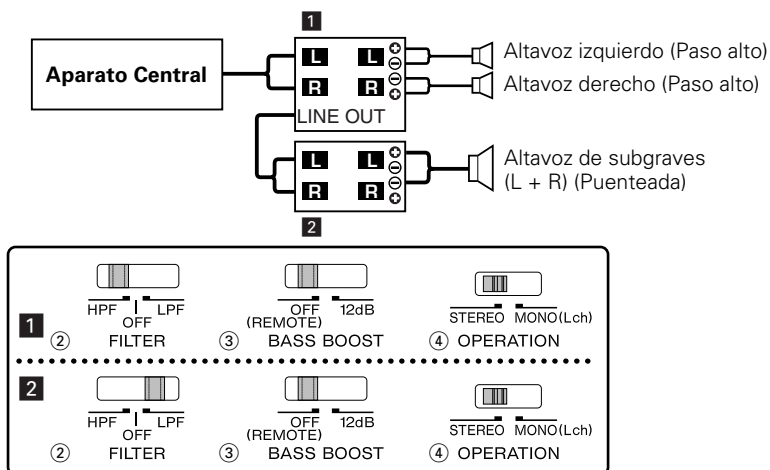 1
Aparato Central
L L ⊕
⊖
R R ⊖
⊕
LINE OUT
Altavoz izquierdo (Paso alto)
Altavoz derecho (Paso alto)
L L ⊕
⊖
R R ⊖
⊕
Altavoz de subgraves
(L + R) (Puenteada)
2
1
HPF LPF
OFF
② FILTER
OFF 12dB
(REMOTE)
③ BASS BOOST
STEREO MONO(Lch)
④ OPERATION
2
HPF LPF
OFF
② FILTER
OFF 12dB
(REMOTE)
③ BASS BOOST
STEREO MONO(Lch)
④ OPERATION